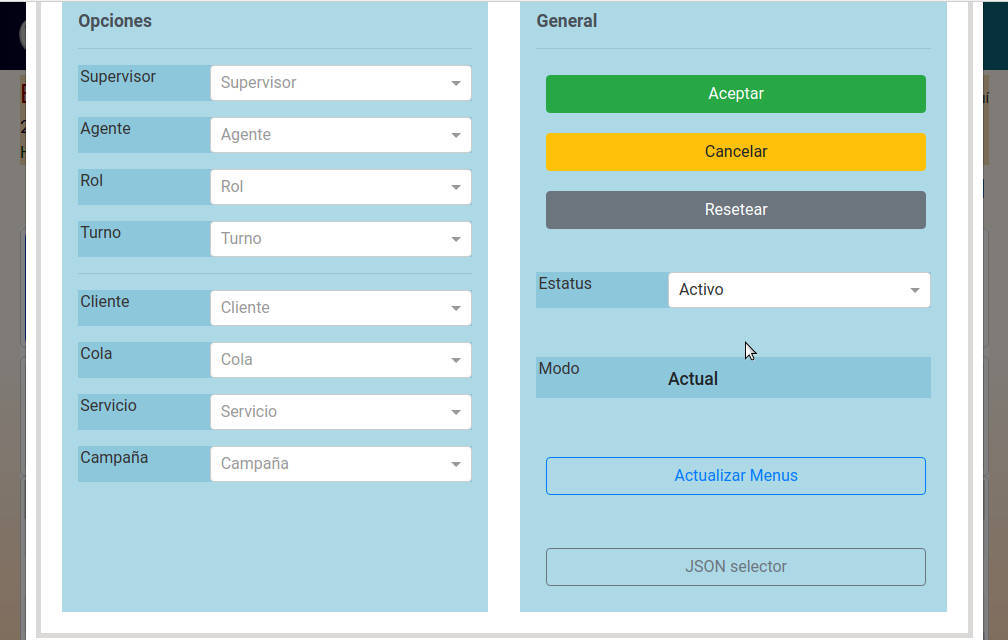 Opciones
Supervisor
Supervisor
Agente
Agente
Rol
Rol
Turno
Turno
Cliente
Cliente
Cola
Cola
Servicio
Servicio
Campaña
Campaña
General
Aceptar
Cancelar
Resetear
Estatus
Activo
Modo
Actual
Actualizar Menus
JSON selector